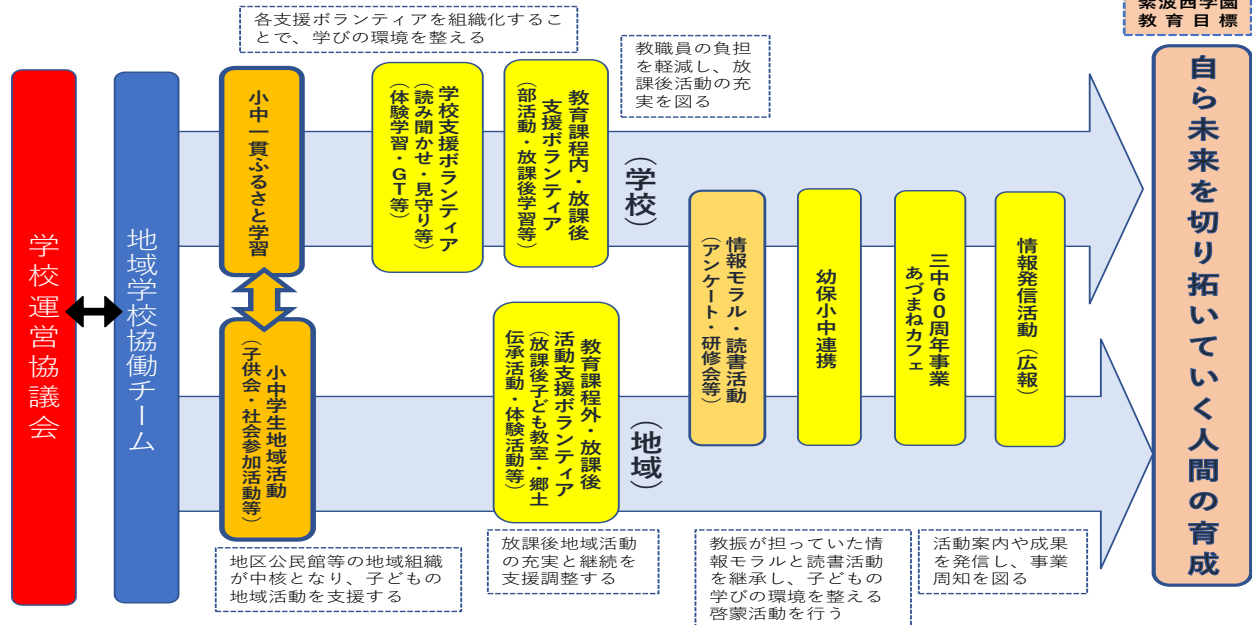 各支援ボランティアを組織化するこ
とで、学びの環境を整える
教職員の負担
を軽減し、放
課後活動の充
実を図る
紫波西学園
教育目標
学校運営協議会
地域学校協働チーム
小中一貫ふるさと学習
学校支援ボランティア
(読み聞かせ・見守り等)
(体験学習・GT等)
教育課程内・放課後
支援ボランティア
(部活動・放課後学習等)
(学校)
小中学生地域活動
(子供会・社会参加活動等)
教育課程外・放課後
活動支援ボランティア
(放課後子ども教室・郷土
伝承活動・体験活動等)
(地域)
情報モラル・読書活動
(アンケート・研修会等)
幼保小中連携
三中60周年事業
あづまねカフェ
情報発信活動(広報)
自ら未来を切り拓いていく人間の育成
地区公民館等の地域組織
が中核となり、子どもの
地域活動を支援する
放課後地域活動
の充実と継続を
支援調整する
教振が担っていた情
報モラルと読書活動
を継承し、子どもの
学びの環境を整える
啓蒙活動を行う
活動案内や成果
を発信し、事業
周知を図る